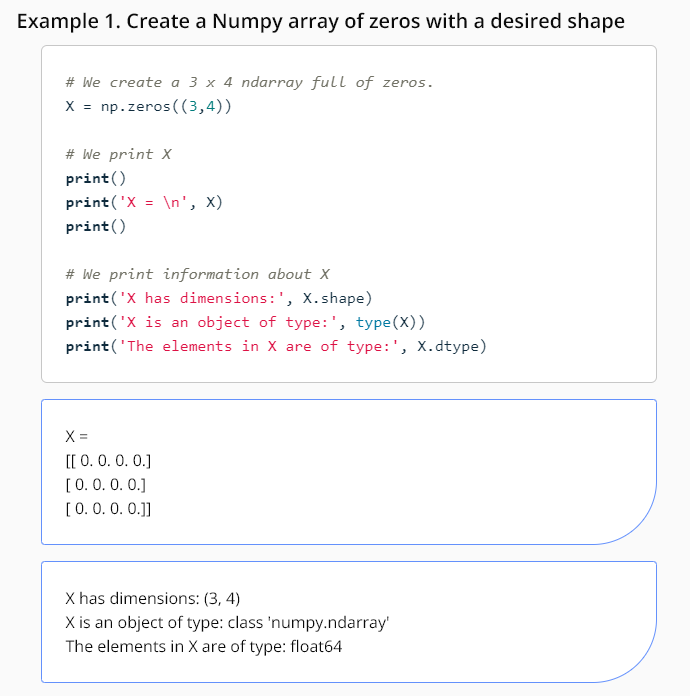 Example 1. Create a Numpy array of zeros with a desired shape
# We create a 3 x 4 ndarray full of zeros.
X = np.zeros((3,4))
# We print X
print()
print('X = \n', X)
print()
# We print information about X
print('X has dimensions:', X.shape)
print('X is an object of type:', type(X))
print('The elements in X are of type:', X.dtype)
X =
[[ 0. 0. 0. 0.]
[ 0. 0. 0. 0.]
[ 0. 0. 0. 0.]]
X has dimensions: (3, 4)
X is an object of type: class 'numpy.ndarray'
The elements in X are of type: float64